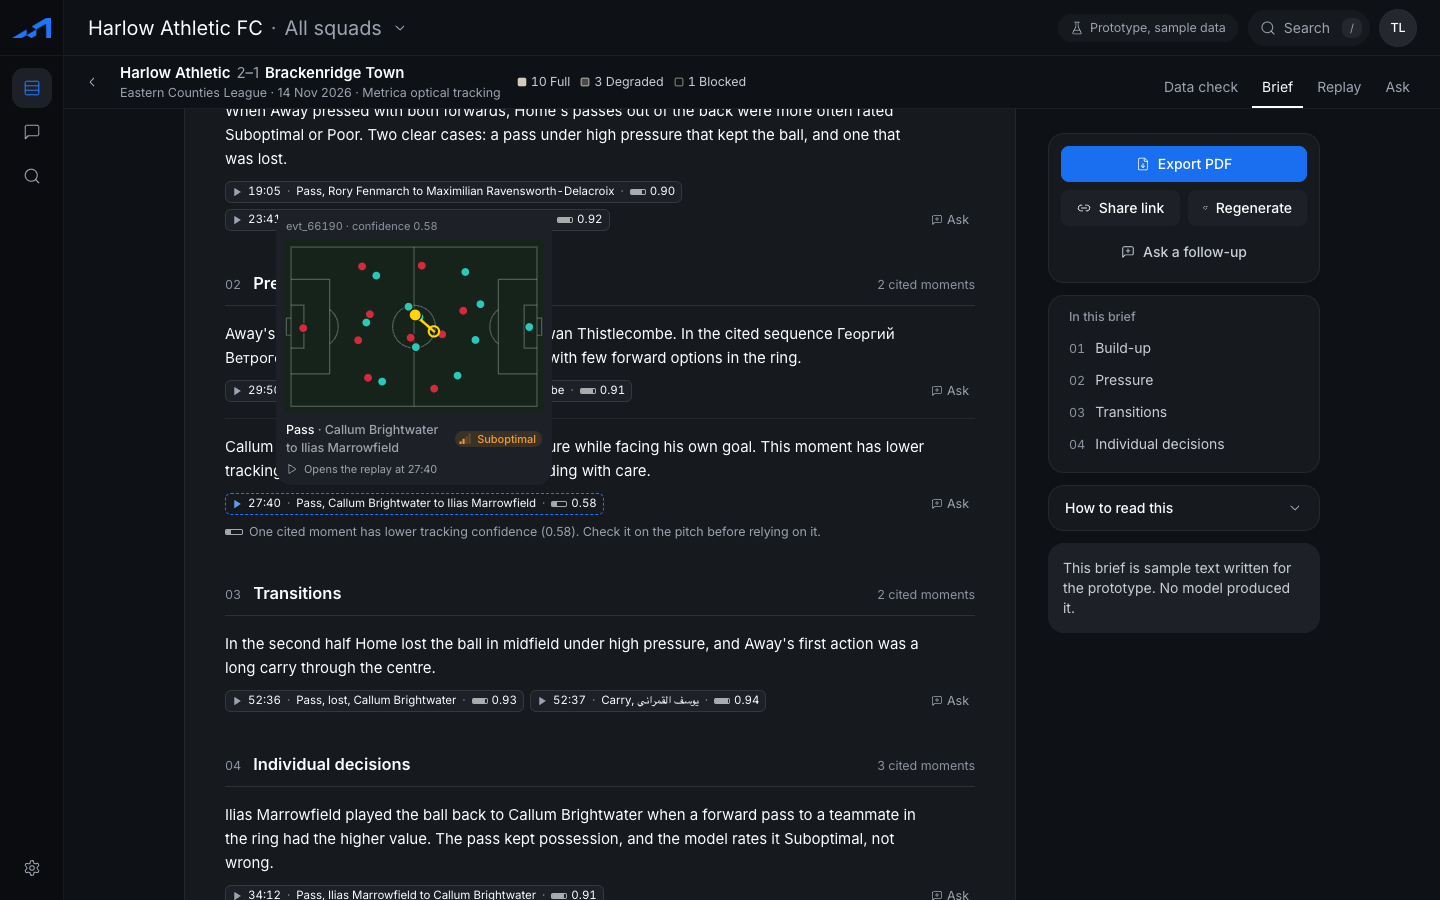 Harlow Athletic FC · All squads
Prototype, sample data
Search /
TL
Harlow Athletic 2–1 Brackenridge Town
Eastern Counties League · 14 Nov 2026 · Metrica optical tracking
10 Full
3 Degraded
1 Blocked
Data check
Brief
Replay
Ask
When Away pressed with both forwards, Home's passes out of the back were more often rated
Suboptimal or Poor. Two clear cases: a pass under high pressure that kept the ball, and one that
was lost.
19:05 · Pass, Rory Fenmarch to Maximilian Ravensworth-Delacroix · 0.90
23:41
0.92
Ask
evt_66190 · confidence 0.58
02
2 cited moments
Away's
Thistlecombe. In the cited sequence Георгий
with few forward options in the ring.
0.91
Ask
Pass · Callum Brightwater
to Ilias Marrowfield
Suboptimal
Opens the replay at 27:40
Callum
while facing his own goal. This moment has lower
tracking
with care.
27:40 · Pass, Callum Brightwater to Ilias Marrowfield · 0.58
Ask
One cited moment has lower tracking confidence (0.58). Check it on the pitch before relying on it.
03 Transitions
2 cited moments
In the second half Home lost the ball in midfield under high pressure, and Away's first action was a
long carry through the centre.
52:36 · Pass, lost, Callum Brightwater · 0.93
52:37 · Carry, يوسف القمراني · 0.94
Ask
04 Individual decisions
3 cited moments
Ilias Marrowfield played the ball back to Callum Brightwater when a forward pass to a teammate in
the ring had the higher value. The pass kept possession, and the model rates it Suboptimal, not
wrong.
34:12 · Pass, Ilias Marrowfield to Callum Brightwater · 0.91
Ask
Export PDF
Share link
Regenerate
Ask a follow-up
In this brief
01 Build-up
02 Pressure
03 Transitions
04 Individual decisions
How to read this
This brief is sample text written for
the prototype. No model produced
it.